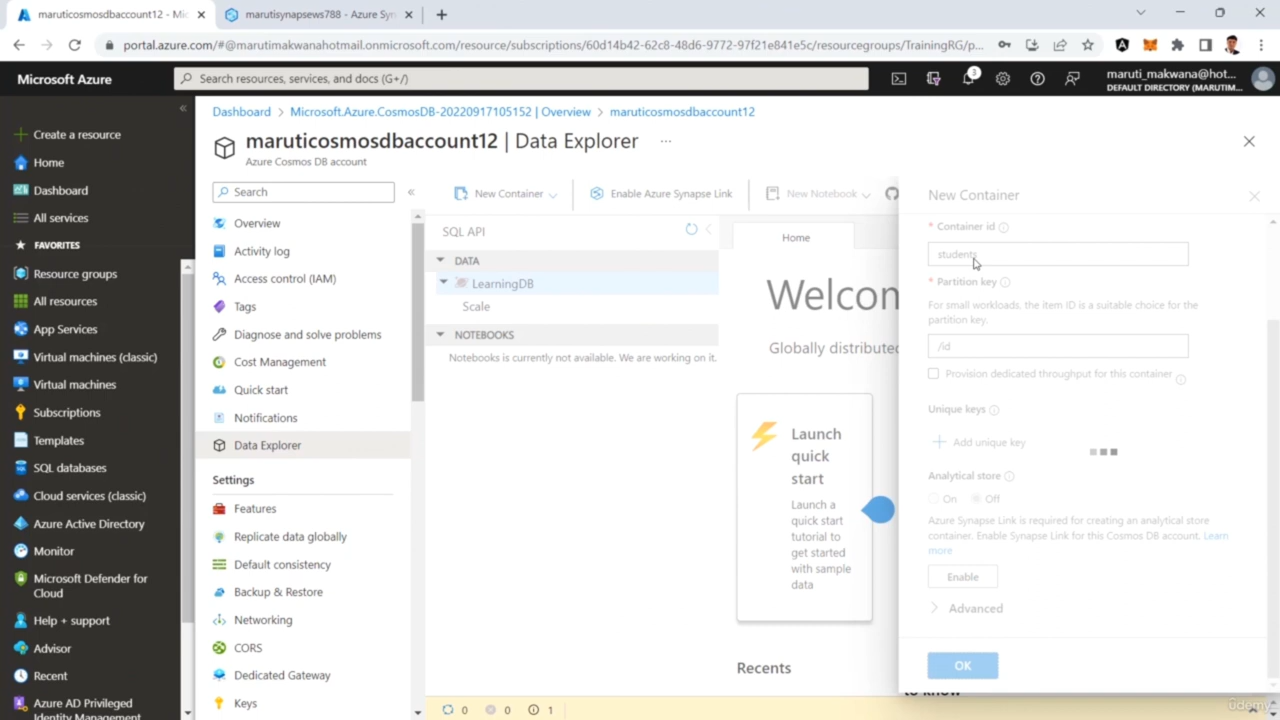 maruticosmosdbaccount12 - Mic
marutisynapsews788 - Azure Syn
portal.azure.com/#@marutimakwanahotmail.onmicrosoft.com/resource/subscriptions/60d14b42-62c8-48d6-9772-97f21e841e5c/resourcegroups/TrainingRG/p...
Microsoft Azure
Search resources, services, and docs (G+/)
3
maruti_makwana@hot...
DEFAULT DIRECTORY (MARUTIM...
Create a resource
Home
Dashboard
All services
FAVORITES
Resource groups
All resources
App Services
Virtual machines (classic)
Virtual machines
Subscriptions
Templates
SQL databases
Cloud services (classic)
Azure Active Directory
Monitor
Microsoft Defender for
Cloud
Help + support
Advisor
Recent
Azure AD Privileged
Identity Management
Dashboard > Microsoft.Azure.CosmosDB-20220917105152 | Overview > maruticosmosdbaccount12
maruticosmosdbaccount12 | Data Explorer ...
Azure Cosmos DB account
Search
Overview
Activity log
Access control (IAM)
Tags
Diagnose and solve problems
Cost Management
Quick start
Notifications
Data Explorer
Settings
Features
Replicate data globally
Default consistency
Backup & Restore
Networking
CORS
Dedicated Gateway
Keys
New Container
Enable Azure Synapse Link
New Notebook
SQL API
DATA
LearningDB
Scale
NOTEBOOKS
Notebooks is currently not available. We are working on it.
Home
Welcom
Globally distributed
Launch
quick
start
Launch a
quick start
tutorial to
get started
with sample
data
Recents
to know
0 0 1
New Container
* Container id
students
* Partition key
For small workloads, the item ID is a suitable choice for the
partition key.
/id
Provision dedicated throughput for this container
Unique keys
Add unique key
Analytical store
On Off
Azure Synapse Link is required for creating an analytical store
container. Enable Synapse Link for this Cosmos DB account. Learn
more
Enable
Advanced
OK
ûdemy